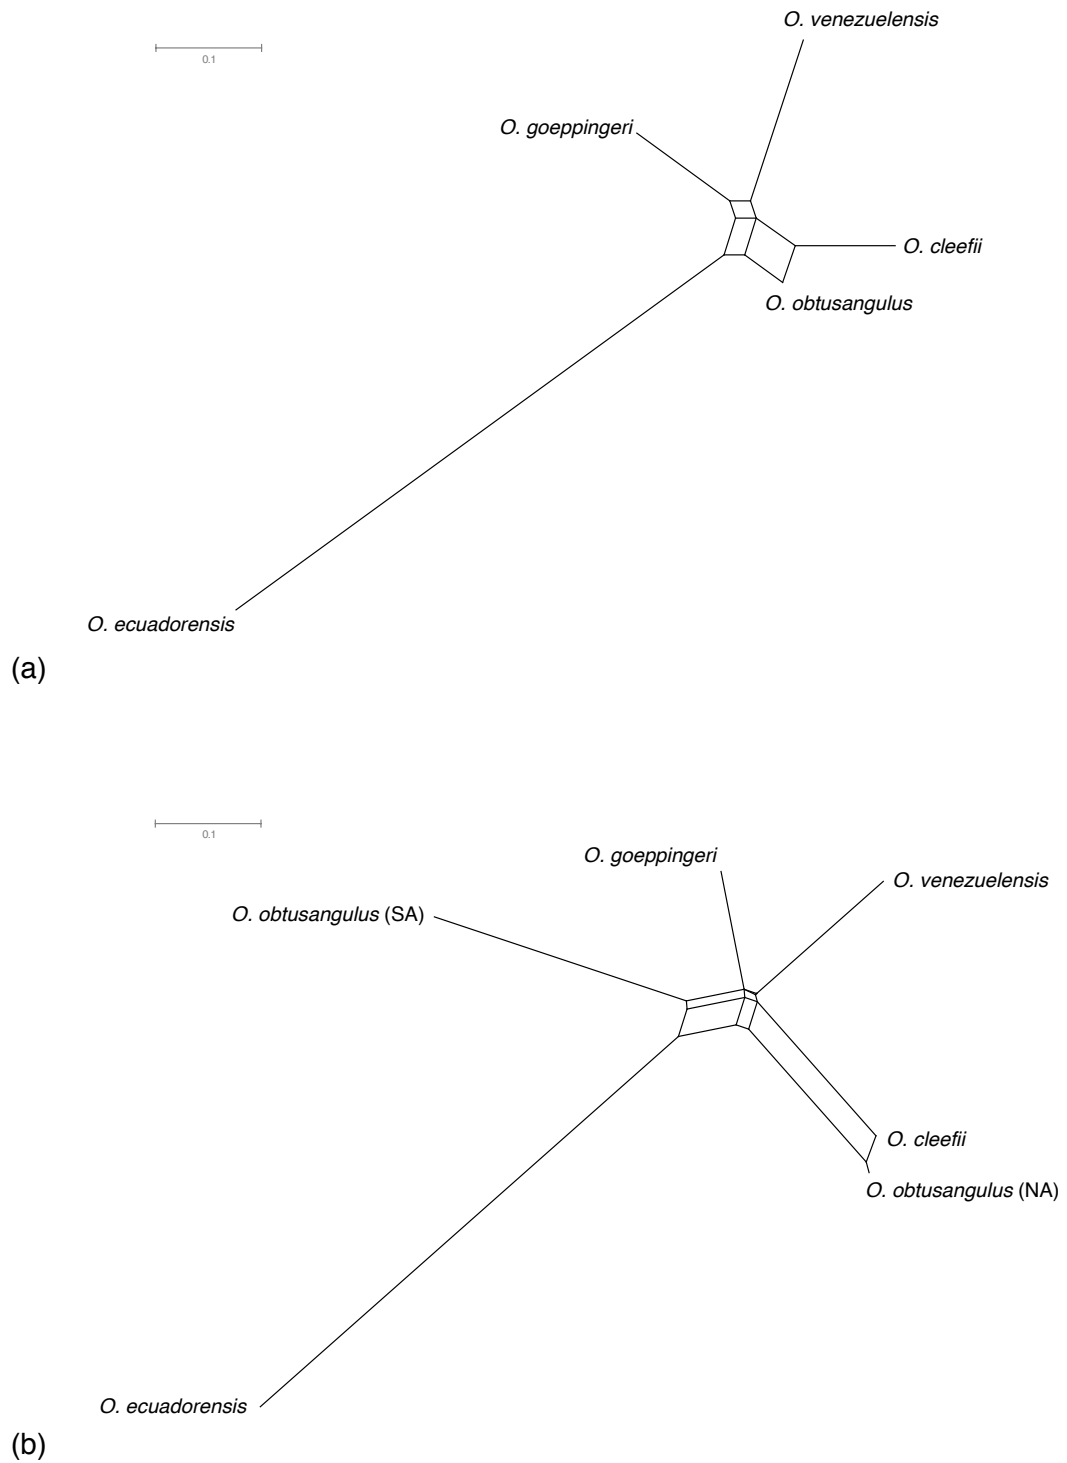 O. venezuelensis
0.1
O. goeppingeri
O. cleefii
O. obtusangulus
O. ecuadorensis
(a)
0.1
O. goeppingeri
O. venezuelensis
O. obtusangulus (SA)
O. cleefii
O. obtusangulus (NA)
O. ecuadorensis
(b)